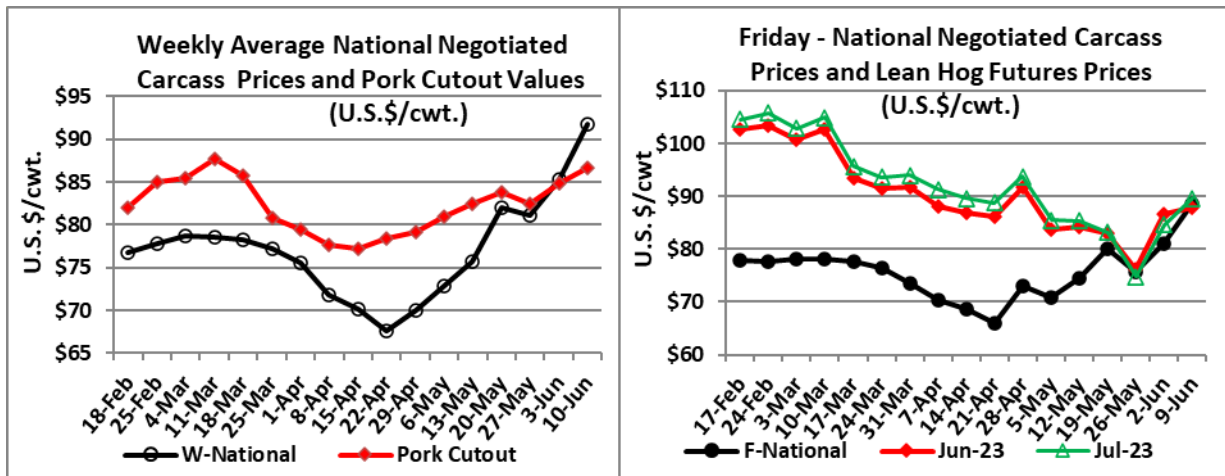 Weekly Average National Negotiated
Carcass Prices and Pork Cutout Values
(U.S.$/cwt.)
U.S. $/cwt.
$95
$90
$85
$80
$75
$70
$65
18-Feb
25-Feb
4-Mar
11-Mar
18-Mar
25-Mar
1-Apr
8-Apr
15-Apr
22-Apr
29-Apr
6-May
13-May
20-May
27-May
3-Jun
10-Jun
W-National
Pork Cutout
Friday - National Negotiated Carcass
Prices and Lean Hog Futures Prices
(U.S.$/cwt.)
U.S. $/cwt
$110
$100
$90
$80
$70
$60
17-Feb
24-Feb
3-Mar
10-Mar
17-Mar
24-Mar
31-Mar
7-Apr
14-Apr
21-Apr
28-Apr
5-May
12-May
19-May
26-May
2-Jun
9-Jun
F-National
Jun-23
Jul-23